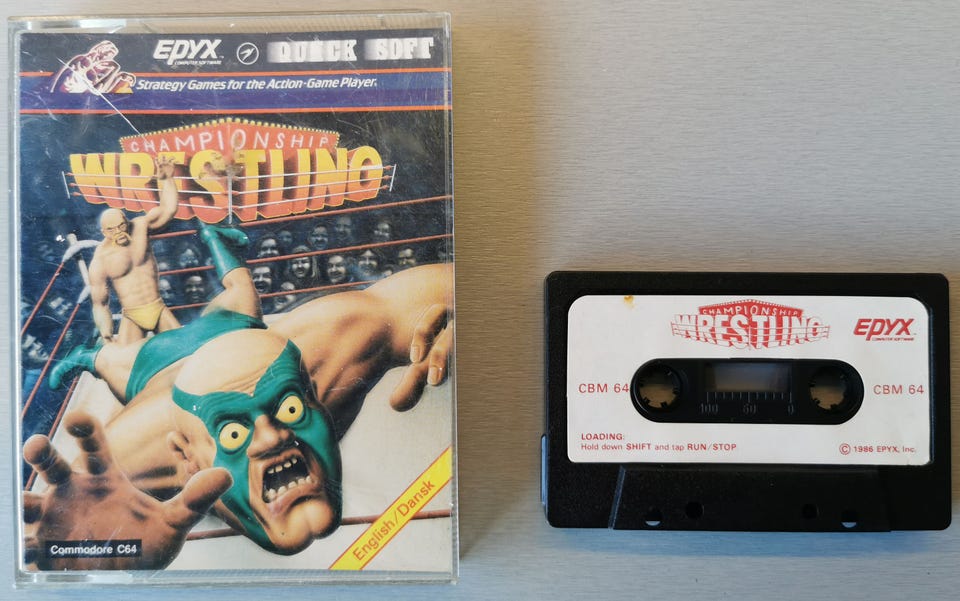 EPYX
COMPUTER SOFTWARE
QUICK SOFT
Strategy Games for the Action-Game Player.
CHAMPIONSHIP
WRESTLING
English/Dansk
Commodore C64
CHAMPIONSHIP
WRESTLING
EPYX
COMPUTER SOFTWARE
CBM 64
CBM 64
100 50 0
LOADING:
Hold down SHIFT and tap RUN/STOP
© 1986 EPYX, Inc.